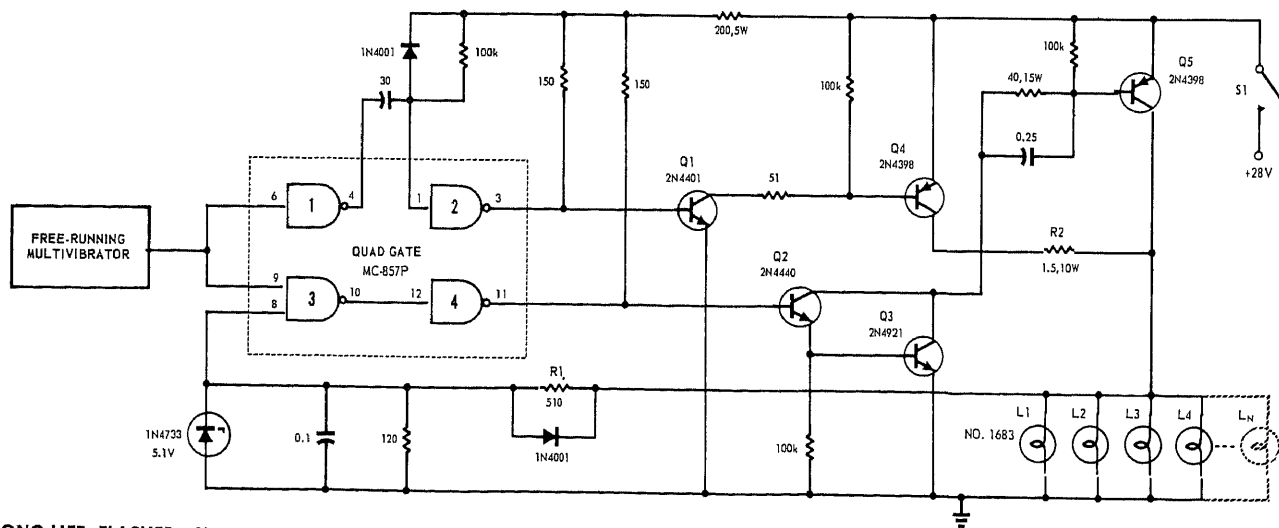 200,5W
1N4001
100k
30
150
150
100k
100k
40,15W
Q5
2N4398
S1
0.25
+28V
Q4
2N4398
Q1
2N4401
51
6
1
4
1
2
3
FREE-RUNNING
MULTIVIBRATOR
QUAD GATE
MC-857P
R2
1.5,10W
9
8
3
10
12
4
11
Q2
2N4440
Q3
2N4921
R1,
510
1N4001
1N4733
5.1V
0.1
120
100k
L1
L2
L3
L4
LN
NO. 1683